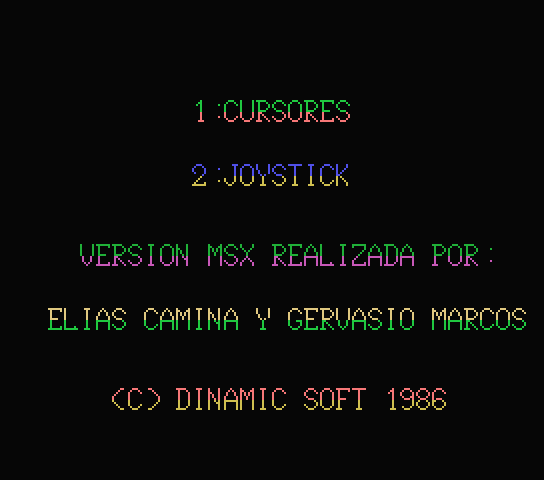 1:CURSORES
2:JOYSTICK
VERSION MSX REALIZADA POR:
ELIAS CAMINA Y GERVASIO MARCOS
(C) DINAMIC SOFT 1986